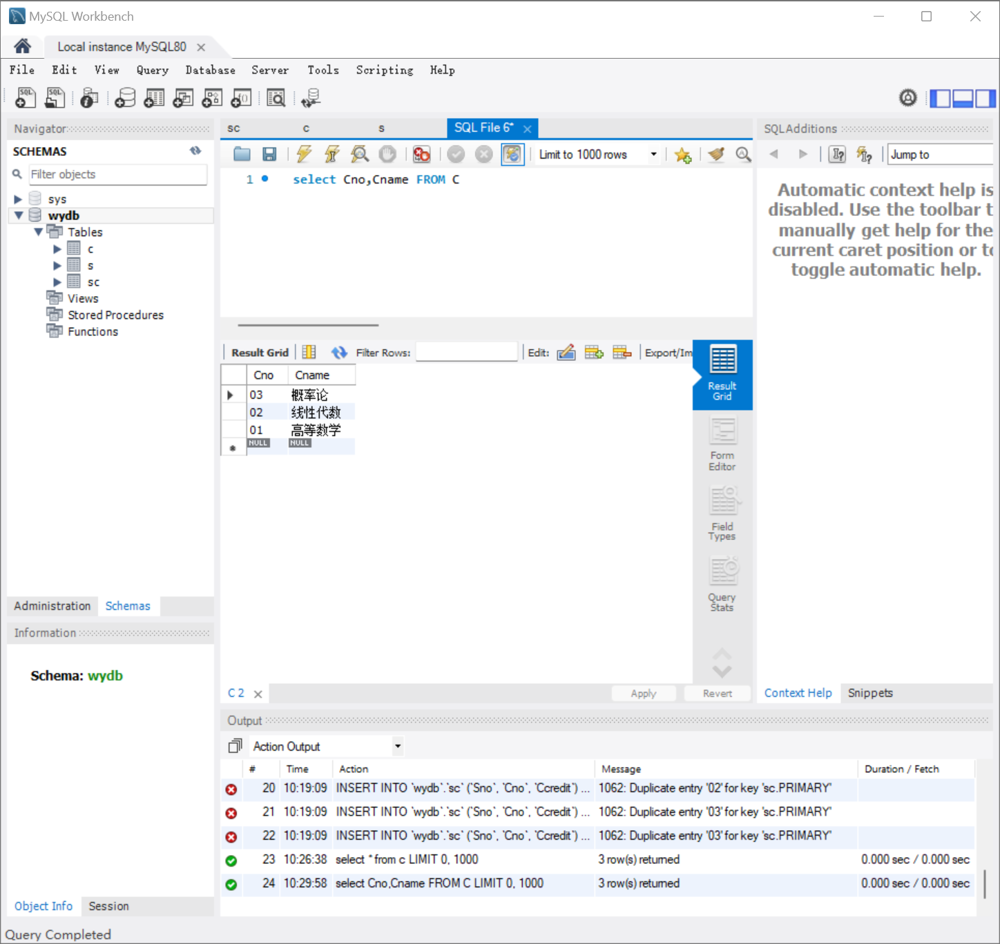 MySQL Workbench
Local instance MySQL80
File Edit View Query Database Server Tools Scripting Help
Navigator
SCHEMAS
Filter objects
sys
wydb
Tables
c
s
sc
Views
Stored Procedures
Functions
Administration Schemas
Information
Schema: wydb
Object Info Session
sc c s SQL File 6*
Limit to 1000 rows
1 select Cno,Cname FROM C
Result Grid Filter Rows: Edit: Export/Im
Cno Cname
03 概率论
02 线性代数
01 高等数学
NULL NULL
Result
Grid
Form
Editor
Field
Types
Query
Stats
C 2 Apply Revert
SQLAdditions
Jump to
Automatic context help is
disabled. Use the toolbar t
manually get help for the
current caret position or to
toggle automatic help.
Context Help Snippets
Output
Action Output
# Time Action Message Duration / Fetch
20 10:19:09 INSERT INTO `wydb`.`sc` (`Sno`, `Cno`, `Ccredit`) ... 1062: Duplicate entry '02' for key 'sc.PRIMARY'
21 10:19:09 INSERT INTO `wydb`.`sc` (`Sno`, `Cno`, `Ccredit`) ... 1062: Duplicate entry '03' for key 'sc.PRIMARY'
22 10:19:09 INSERT INTO `wydb`.`sc` (`Sno`, `Cno`, `Ccredit`) ... 1062: Duplicate entry '03' for key 'sc.PRIMARY'
23 10:26:38 select * from c LIMIT 0, 1000 3 row(s) returned 0.000 sec / 0.000 sec
24 10:29:58 select Cno,Cname FROM C LIMIT 0, 1000 3 row(s) returned 0.000 sec / 0.000 sec
Query Completed